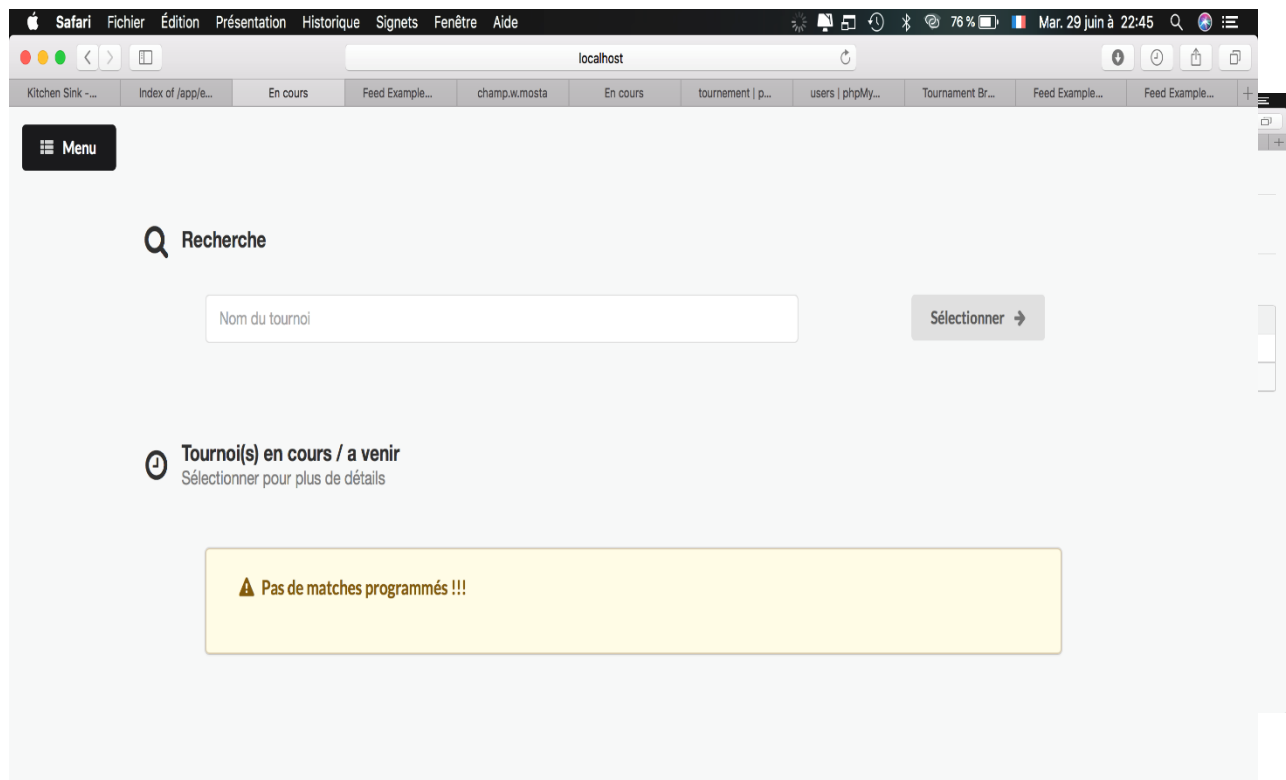 Safari Fichier Édition Présentation Historique Signets Fenêtre Aide 76 % Mar. 29 juin à 22:45
localhost
Kitchen Sink -... Index of /app/e... En cours Feed Example... champ.w.mosta En cours tournement | p... users | phpMy... Tournament Br... Feed Example... Feed Example... +
Menu
Recherche
Nom du tournoi Sélectionner
Tournoi(s) en cours / a venir
Sélectionner pour plus de détails
Pas de matches programmés !!!